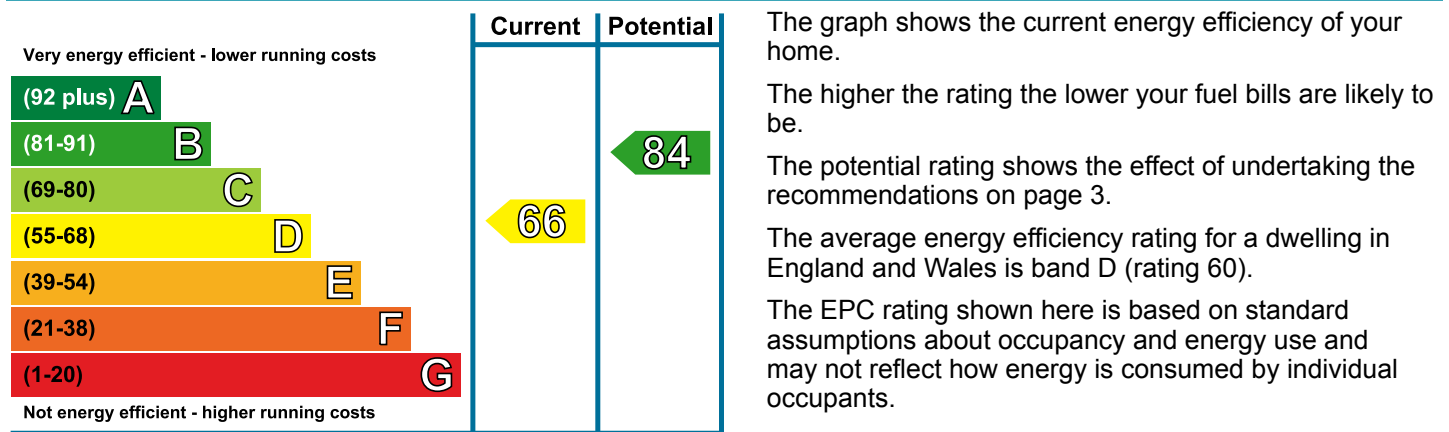 Current Potential
Very energy efficient - lower running costs
(92 plus) A
(81-91) B
84
(69-80) C
(55-68) D
66
(39-54) E
(21-38) F
(1-20) G
Not energy efficient - higher running costs
The graph shows the current energy efficiency of your
home.
The higher the rating the lower your fuel bills are likely to
be.
The potential rating shows the effect of undertaking the
recommendations on page 3.
The average energy efficiency rating for a dwelling in
England and Wales is band D (rating 60).
The EPC rating shown here is based on standard
assumptions about occupancy and energy use and
may not reflect how energy is consumed by individual
occupants.